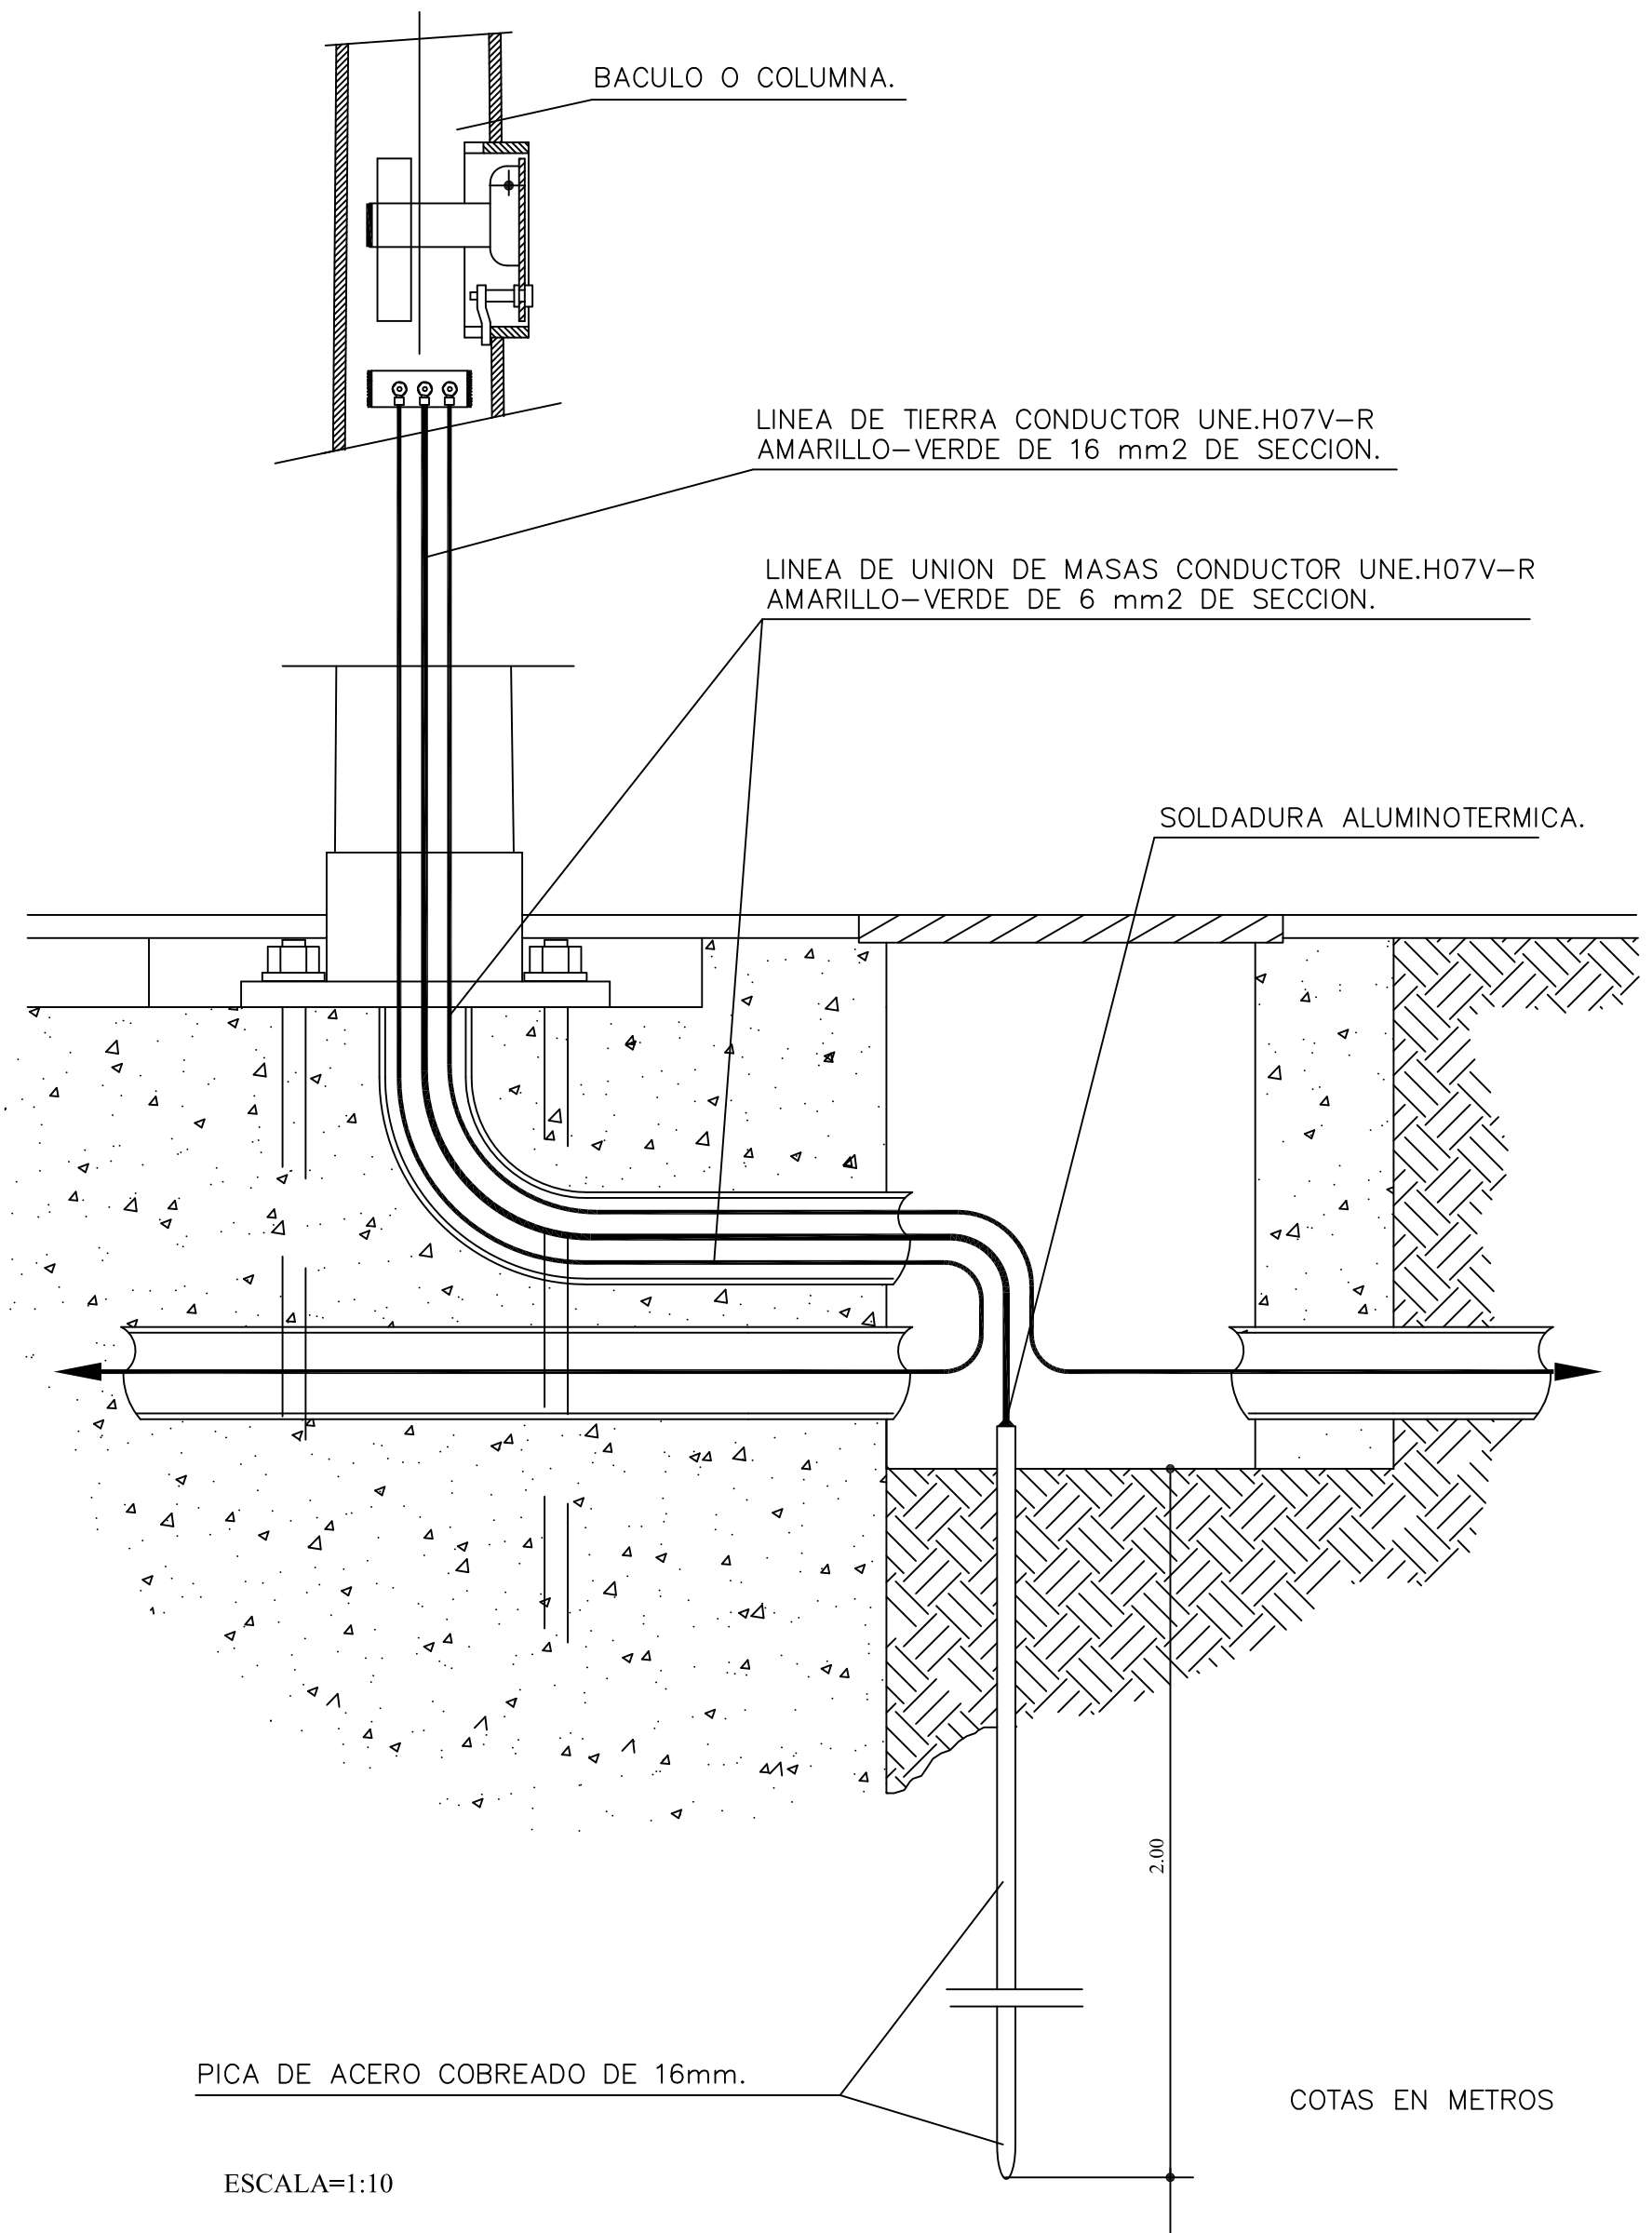 BACULO O COLUMNA.
LINEA DE TIERRA CONDUCTOR UNE.H07V-R
AMARILLO-VERDE DE 16 mm2 DE SECCION.
LINEA DE UNION DE MASAS CONDUCTOR UNE.H07V-R
AMARILLO-VERDE DE 6 mm2 DE SECCION.
SOLDADURA ALUMINOTERMICA.
2.00
PICA DE ACERO COBREADO DE 16mm.
COTAS EN METROS
ESCALA=1:10